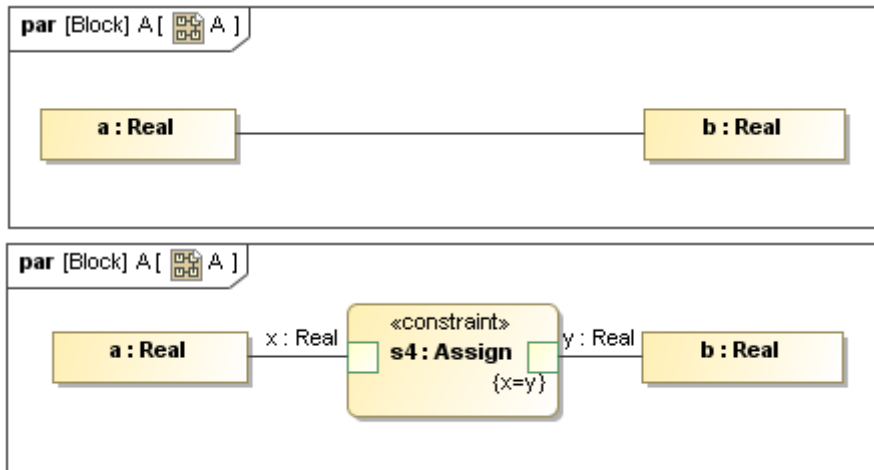 par [Block] A [ A ]
a : Real
b : Real
par [Block] A [ A ]
«constraint»
x : Real
y : Real
a : Real
s4 : Assign
b : Real
{x=y}